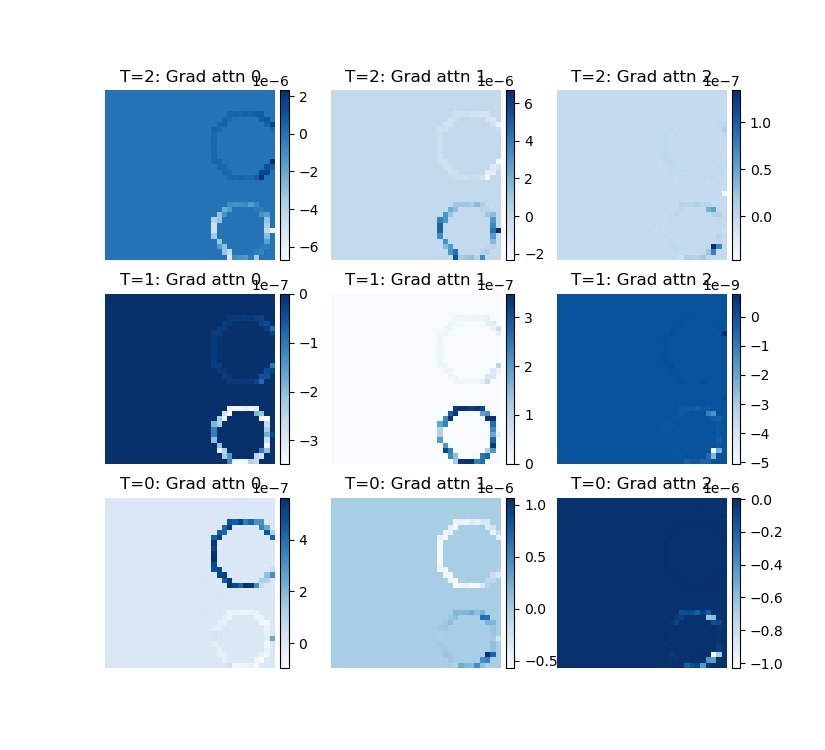 T=2: Grad attn 0
1e−6
2
0
−2
−4
−6
T=2: Grad attn 1
1e−6
6
4
2
0
−2
T=2: Grad attn 2
1e−7
1.0
0.5
0.0
T=1: Grad attn 0
1e−7
0
−1
−2
−3
T=1: Grad attn 1
1e−7
3
2
1
0
T=1: Grad attn 2
1e−9
0
−1
−2
−3
−4
−5
T=0: Grad attn 0
1e−7
4
2
0
T=0: Grad attn 1
1e−6
1.0
0.5
0.0
−0.5
T=0: Grad attn 2
1e−6
0.0
−0.2
−0.4
−0.6
−0.8
−1.0